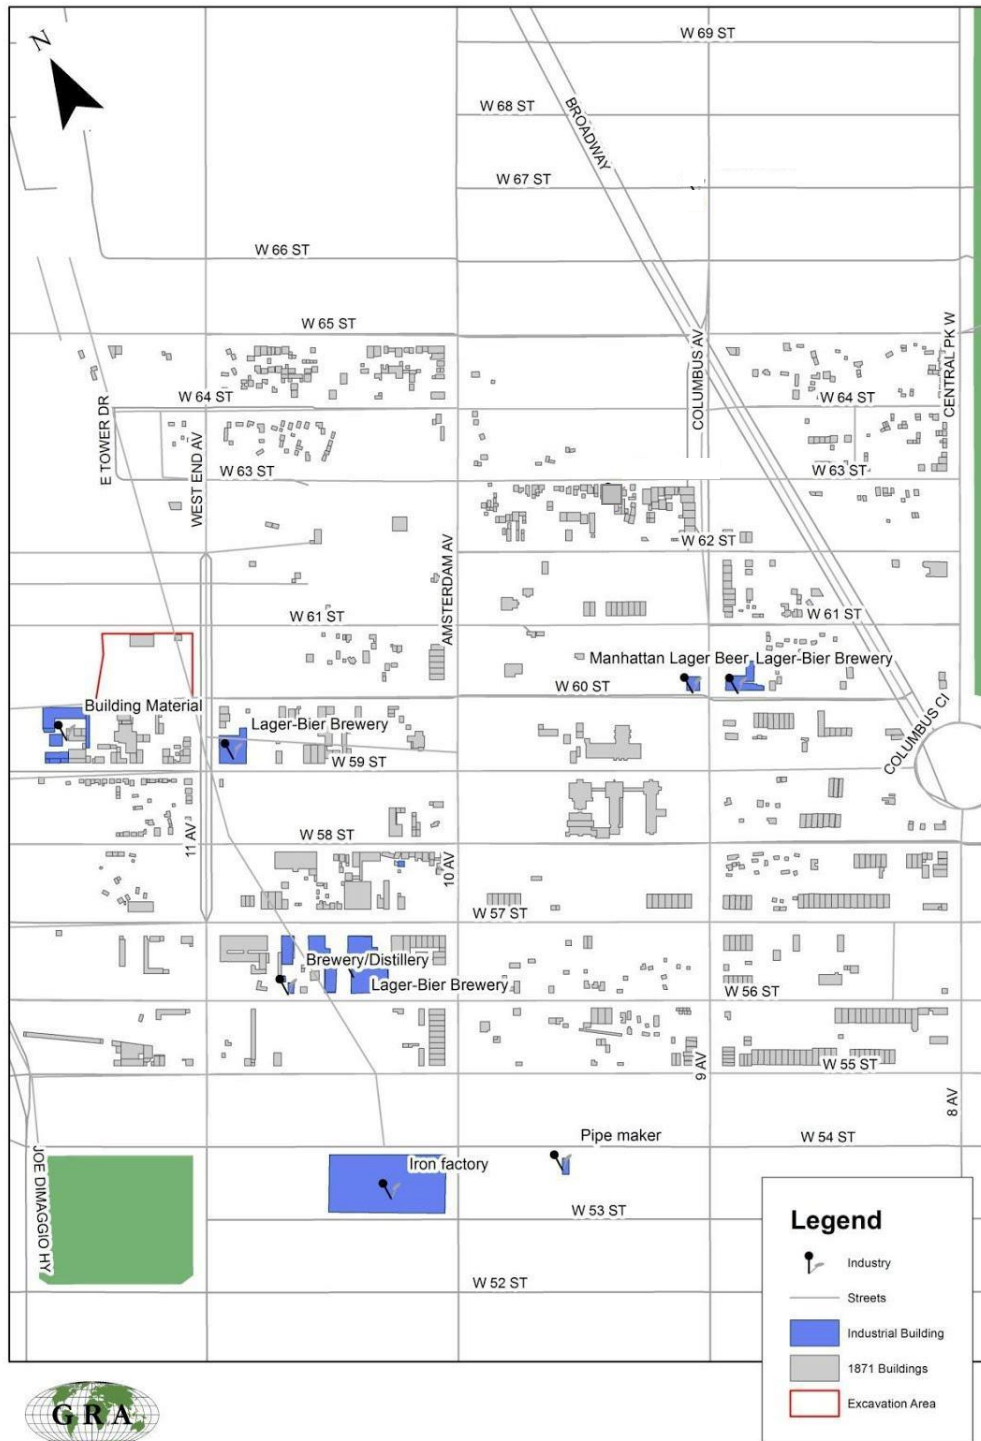 N
W 69 ST
W 68 ST
BROADWAY
W 67 ST
W 66 ST
W 65 ST
CENTRAL PK W
COLUMBUS AV
E TOWER DR
W 64 ST
W 64 ST
WEST END AV
W 63 ST
W 63 ST
AMSTERDAM AV
W 62 ST
W 61 ST
W 61 ST
Manhattan Lager Beer
Lager-Bier Brewery
W 60 ST
Building Material
Lager-Bier Brewery
COLUMBUS CI
W 59 ST
11 AV
W 58 ST
10 AV
W 57 ST
Brewery/Distillery
Lager-Bier Brewery
W 56 ST
9 AV
W 55 ST
8 AV
Pipe maker
W 54 ST
JOE DIMAGGIO HY
Iron factory
W 53 ST
W 52 ST
Legend
Industry
Streets
Industrial Building
1871 Buildings
Excavation Area
GRA